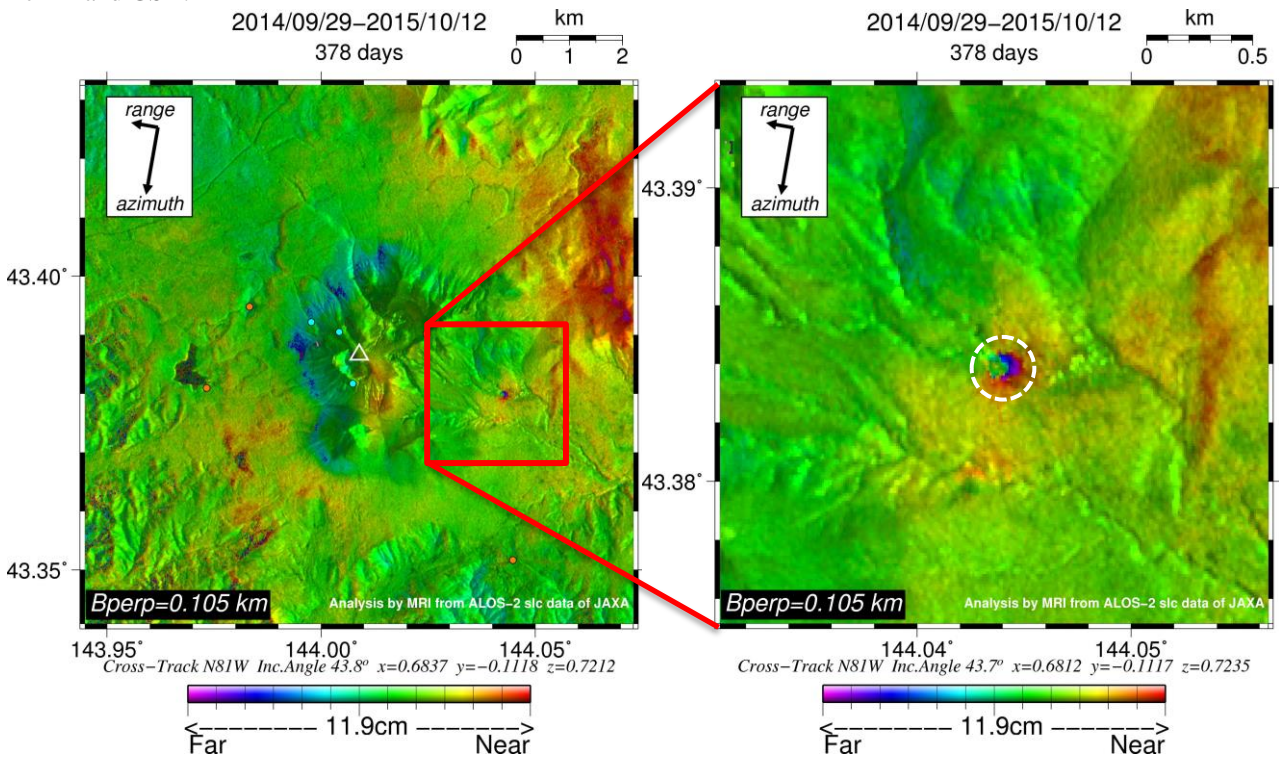 2014/09/29−2015/10/12
378 days
km
0 1 2
range
azimuth
43.40°
43.35°
Bperp=0.105 km
Analysis by MRI from ALOS−2 slc data of JAXA
143.95 144.00 144.05
Cross−Track N81W Inc.Angle 43.8° x=0.6837 y=−0.1118 z=0.7212
<−−−−−−− 11.9cm −−−−−−−>
Far Near
2014/09/29−2015/10/12
378 days
km
0 0.5
range
azimuth
43.39°
43.38°
Bperp=0.105 km
Analysis by MRI from ALOS−2 slc data of JAXA
144.04 144.05
Cross−Track N81W Inc.Angle 43.7° x=0.6812 y=−0.1117 z=0.7235
<−−−−−−− 11.9cm −−−−−−−>
Far Near